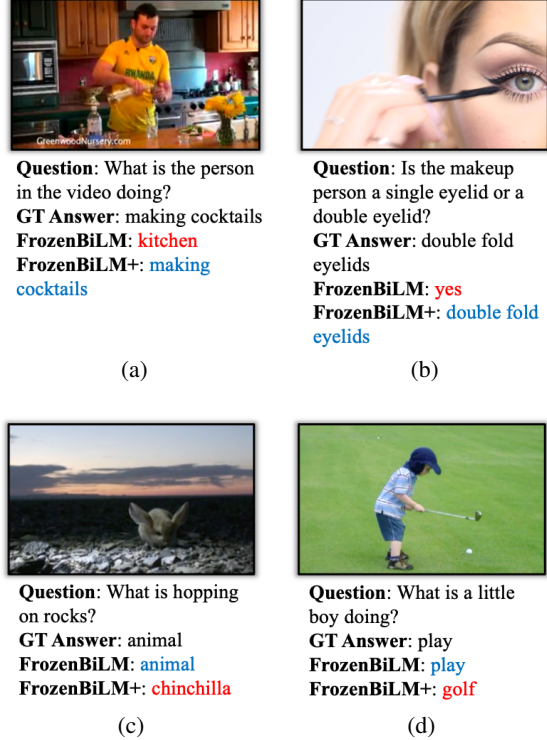 RWANDA
GreenwoodNursery.com
Question: What is the person
in the video doing?
GT Answer: making cocktails
FrozenBiLM: kitchen
FrozenBiLM+: making
cocktails
(a)
Question: Is the makeup
person a single eyelid or a
double eyelid?
GT Answer: double fold
eyelids
FrozenBiLM: yes
FrozenBiLM+: double fold
eyelids
(b)
Question: What is hopping
on rocks?
GT Answer: animal
FrozenBiLM: animal
FrozenBiLM+: chinchilla
(c)
Question: What is a little
boy doing?
GT Answer: play
FrozenBiLM: play
FrozenBiLM+: golf
(d)